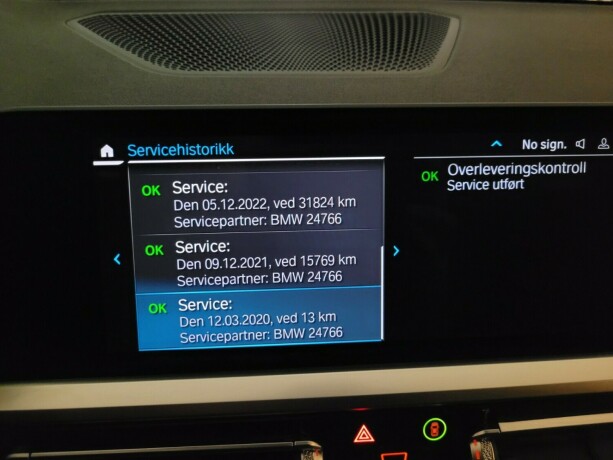 Servicehistorikk
No sign.
OK Service:
Den 05.12.2022, ved 31824 km
Servicepartner: BMW 24766
OK Service:
Den 09.12.2021, ved 15769 km
Servicepartner: BMW 24766
OK Service:
Den 12.03.2020, ved 13 km
Servicepartner: BMW 24766
OK Overleveringskontroll
Service utført